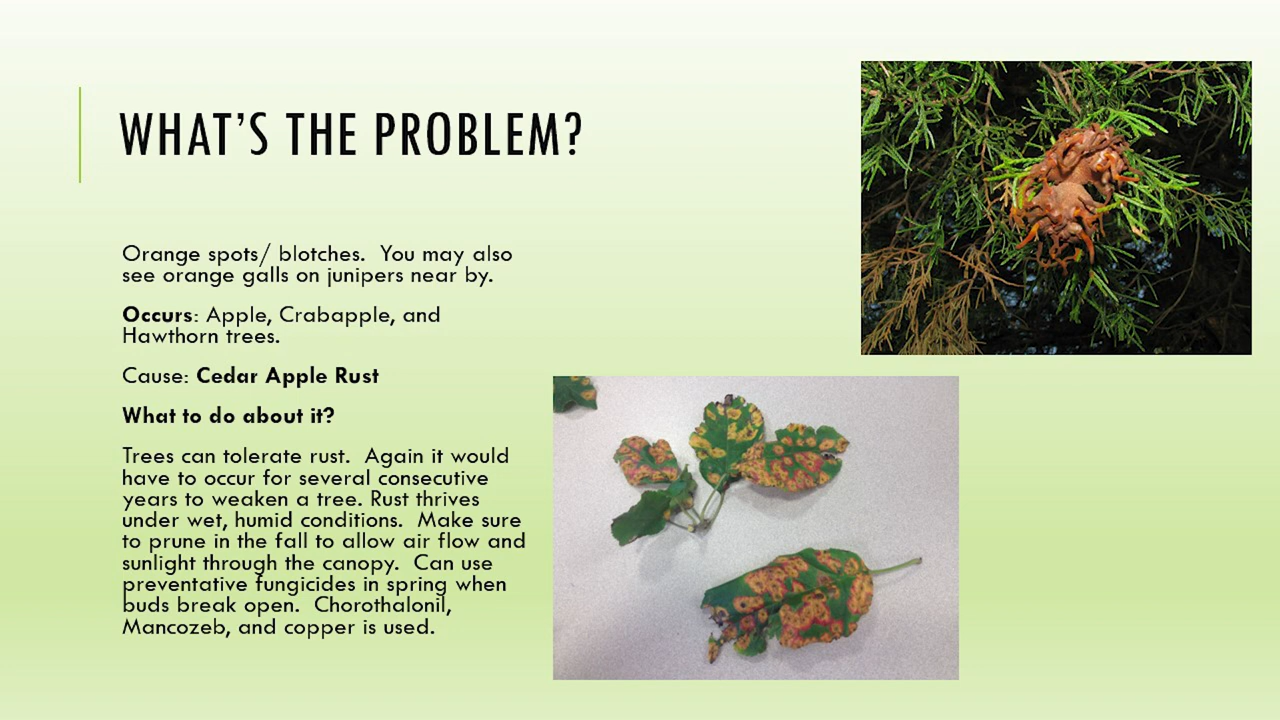 WHAT'S THE PROBLEM?
Orange spots/ blotches.  You may also
see orange galls on junipers near by.
Occurs: Apple, Crabapple, and
Hawthorn trees.
Cause: Cedar Apple Rust
What to do about it?
Trees can tolerate rust.  Again it would
have to occur for several consecutive
years to weaken a tree. Rust thrives
under wet, humid conditions.  Make sure
to prune in the fall to allow air flow and
sunlight through the canopy.  Can use
preventative fungicides in spring when
buds break open.  Chorothalonil,
Mancozeb, and copper is used.